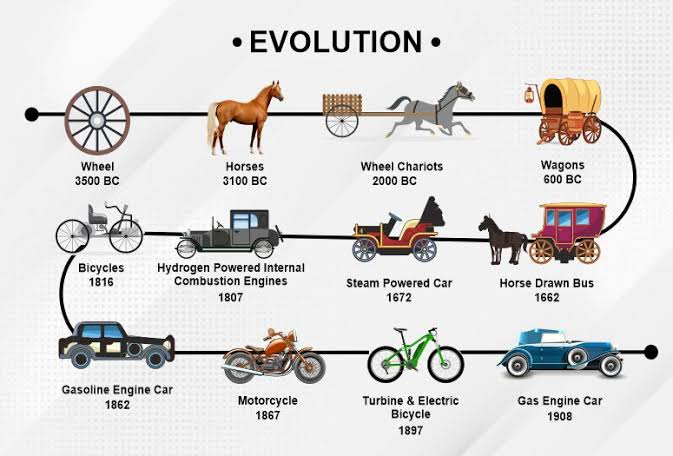 • EVOLUTION •
Wheel
3500 BC
Horses
3100 BC
Wheel Chariots
2000 BC
Wagons
600 BC
Horse Drawn Bus
1662
Steam Powered Car
1672
Hydrogen Powered Internal
Combustion Engines
1807
Bicycles
1816
Gasoline Engine Car
1862
Motorcycle
1867
Turbine & Electric
Bicycle
1897
Gas Engine Car
1908